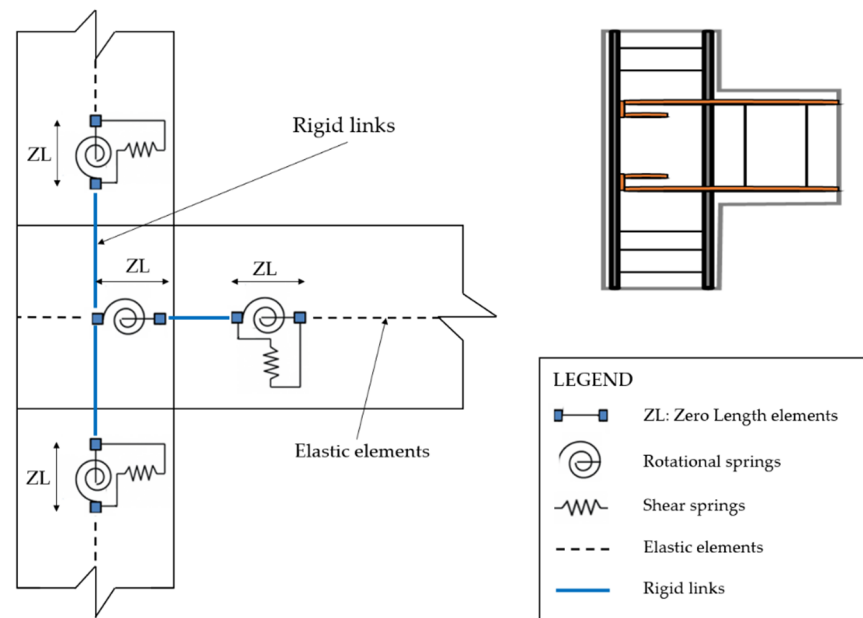 ZL
Rigid links
ZL
ZL
ZL
Elastic elements
LEGEND
ZL: Zero Length elements
Rotational springs
Shear springs
Elastic elements
Rigid links